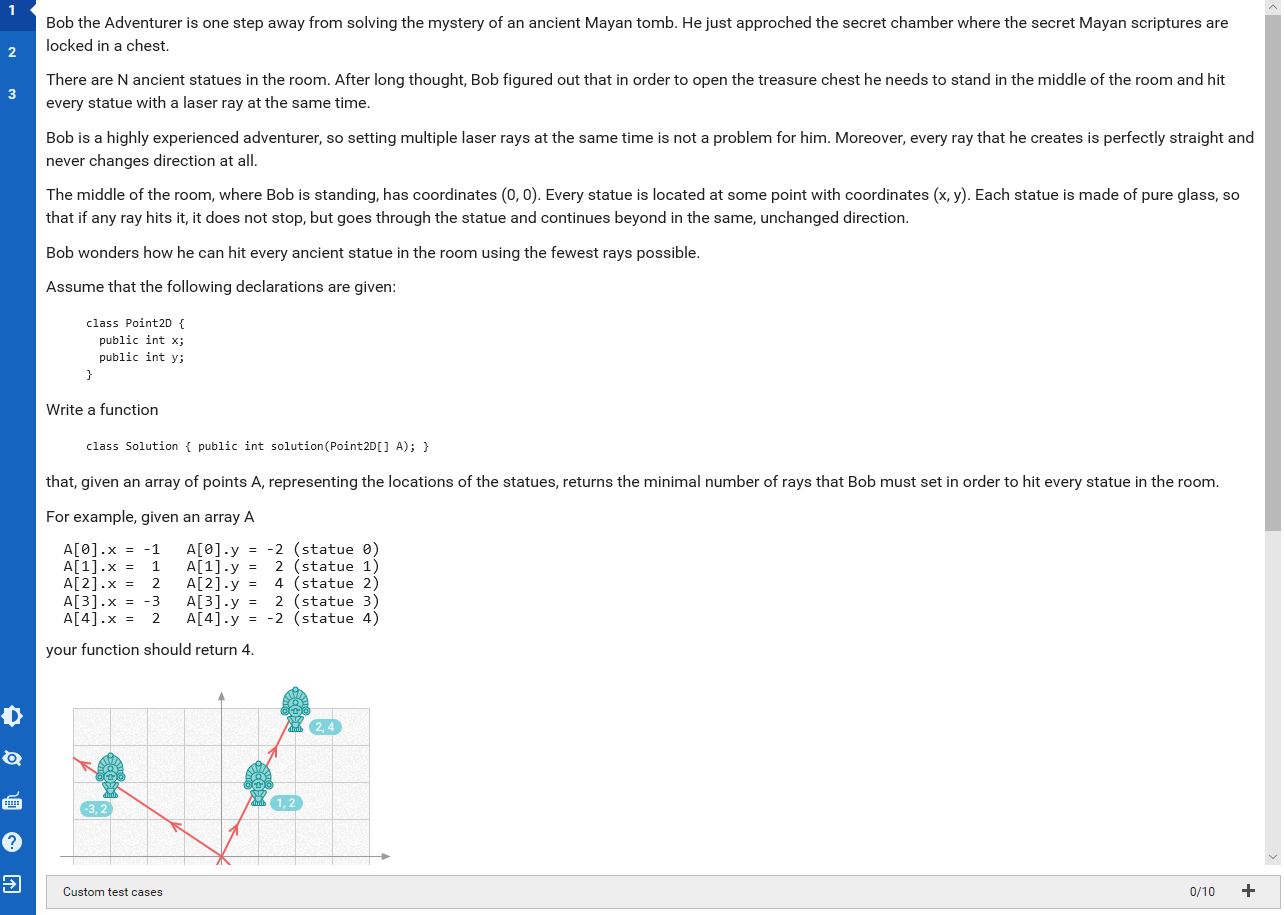 1
2
3
Bob the Adventurer is one step away from solving the mystery of an ancient Mayan tomb. He just approched the secret chamber where the secret Mayan scriptures are
locked in a chest.
There are N ancient statues in the room. After long thought, Bob figured out that in order to open the treasure chest he needs to stand in the middle of the room and hit
every statue with a laser ray at the same time.
Bob is a highly experienced adventurer, so setting multiple laser rays at the same time is not a problem for him. Moreover, every ray that he creates is perfectly straight and
never changes direction at all.
The middle of the room, where Bob is standing, has coordinates (0, 0). Every statue is located at some point with coordinates (x, y). Each statue is made of pure glass, so
that if any ray hits it, it does not stop, but goes through the statue and continues beyond in the same, unchanged direction.
Bob wonders how he can hit every ancient statue in the room using the fewest rays possible.
Assume that the following declarations are given:
class Point2D {
public int x;
public int y;
}
Write a function
class Solution { public int solution(Point2D[] A); }
that, given an array of points A, representing the locations of the statues, returns the minimal number of rays that Bob must set in order to hit every statue in the room.
For example, given an array A
A[0].x = -1 A[0].y = -2 (statue 0)
A[1].x = 1 A[1].y = 2 (statue 1)
A[2].x = 2 A[2].y = 4 (statue 2)
A[3].x = -3 A[3].y = 2 (statue 3)
A[4].x = 2 A[4].y = -2 (statue 4)
your function should return 4.
2, 4
-3, 2
1, 2
?
Custom test cases 0/10 +